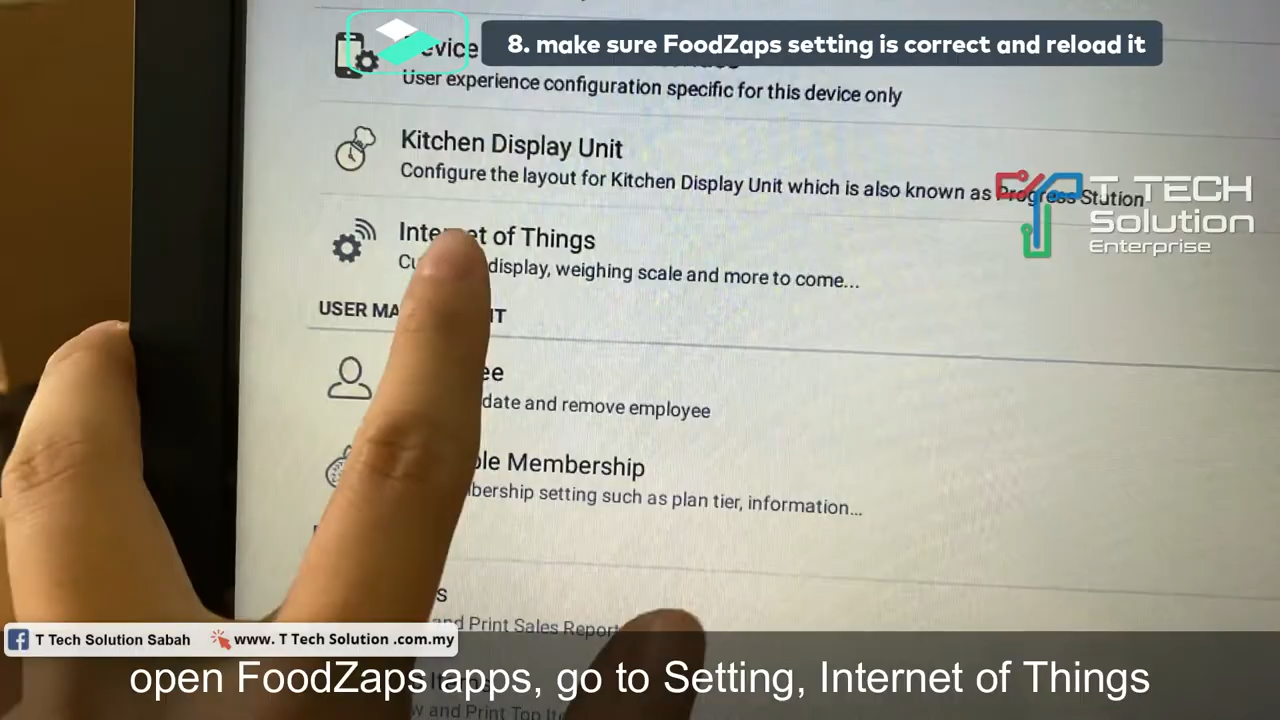 8. make sure FoodZaps setting is correct and reload it
User experience configuration specific for this device only
Kitchen Display Unit
Configure the layout for Kitchen Display Unit which is also known as Progress Station
T TECH
Solution
Enterprise
Internet of Things
display, weighing scale and more to come...
USER MA
date and remove employee
Membership
setting such as plan tier, information...
and Print Sales Report
T Tech Solution Sabah
www. T Tech Solution .com.my
open FoodZaps apps, go to Setting, Internet of Things
and Print Top